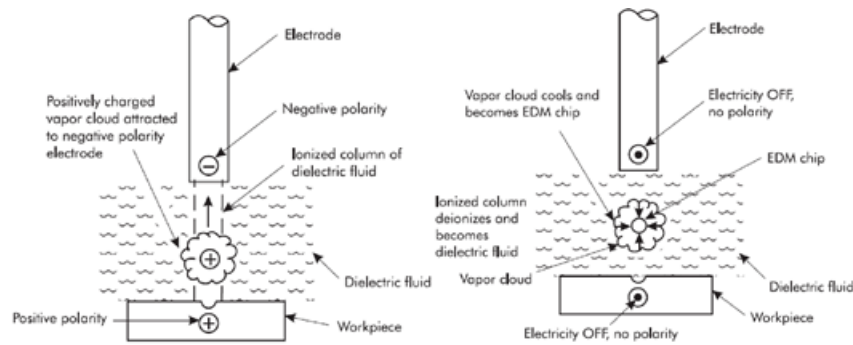 Electrode
Positively charged
vapor cloud attracted
to negative polarity
electrode
Negative polarity
Ionized column of
dielectric fluid
Dielectric fluid
Positive polarity
Workpiece
Electrode
Vapor cloud cools and
becomes EDM chip
Electricity OFF,
no polarity
EDM chip
Ionized column
deionizes and
becomes
dielectric fluid
Vapor cloud
Dielectric fluid
Workpiece
Electricity OFF, no polarity